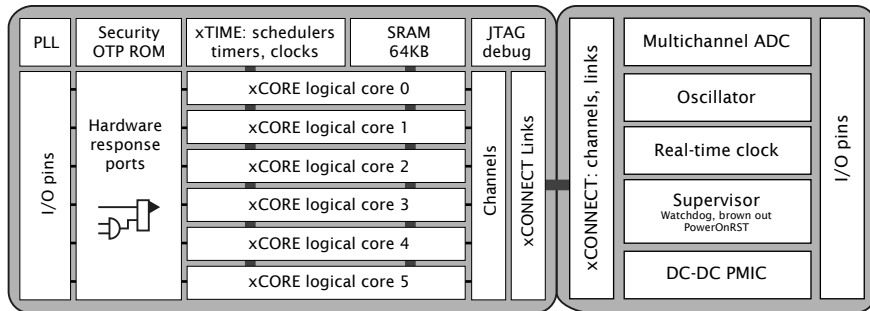 PLL
Security
OTP ROM
xTIME: schedulers
timers, clocks
SRAM
64KB
JTAG
debug
I/O pins
Hardware
response
ports
xCORE logical core 0
xCORE logical core 1
xCORE logical core 2
xCORE logical core 3
xCORE logical core 4
xCORE logical core 5
Channels
xCONNECT Links
xCONNECT: channels, links
Multichannel ADC
Oscillator
Real-time clock
Supervisor
Watchdog, brown out
PowerOnRST
DC-DC PMIC
I/O pins